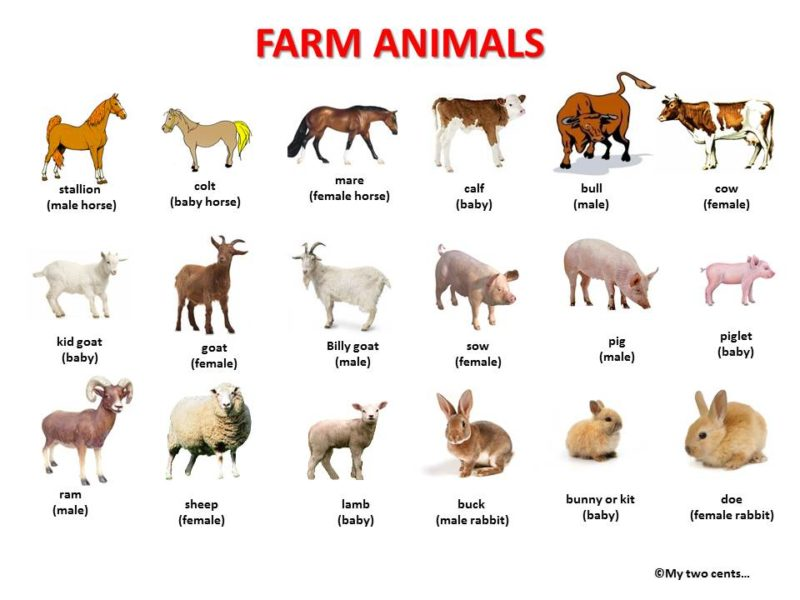 FARM ANIMALS
stallion
(male horse)
colt
(baby horse)
mare
(female horse)
calf
(baby)
bull
(male)
cow
(female)
kid goat
(baby)
goat
(female)
Billy goat
(male)
sow
(female)
pig
(male)
piglet
(baby)
ram
(male)
sheep
(female)
lamb
(baby)
buck
(male rabbit)
bunny or kit
(baby)
doe
(female rabbit)
©My two cents…